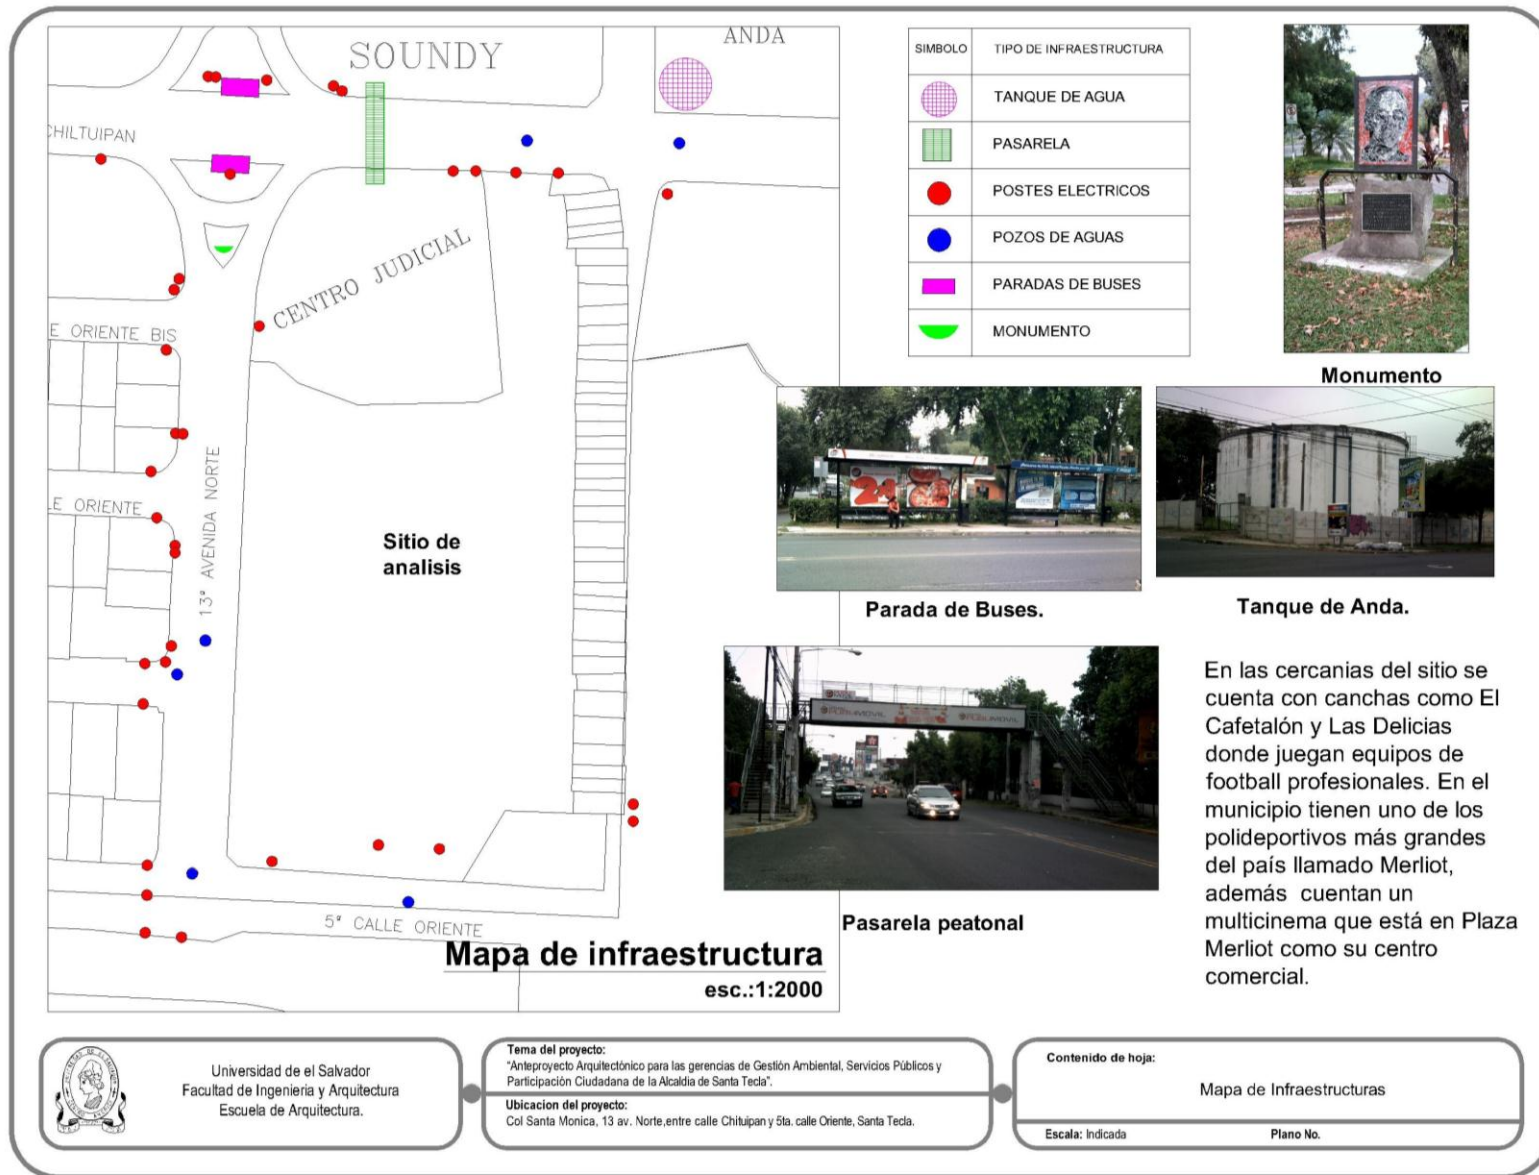 SOUNDY
ANDA
CHILTUIPAN
CENTRO JUDICIAL
E ORIENTE BIS
LE ORIENTE
13ª AVENIDA NORTE
Sitio de
analisis
5ª CALLE ORIENTE
Mapa de infraestructura
esc.:1:2000
SIMBOLO TIPO DE INFRAESTRUCTURA
TANQUE DE AGUA
PASARELA
POSTES ELECTRICOS
POZOS DE AGUAS
PARADAS DE BUSES
MONUMENTO
Monumento
24
Parada de Buses.
Tanque de Anda.
PUBLIMOVIL
PUBLIMOVIL
Pasarela peatonal
En las cercanias del sitio se
cuenta con canchas como El
Cafetalón y Las Delicias
donde juegan equipos de
football profesionales. En el
municipio tienen uno de los
polideportivos más grandes
del país llamado Merliot,
además cuentan un
multicinema que está en Plaza
Merliot como su centro
comercial.
Universidad de el Salvador
Facultad de Ingenieria y Arquitectura
Escuela de Arquitectura.
Tema del proyecto:
"Anteproyecto Arquitectónico para las gerencias de Gestión Ambiental, Servicios Públicos y
Participación Ciudadana de la Alcaldia de Santa Tecla".
Ubicacion del proyecto:
Col Santa Monica, 13 av. Norte,entre calle Chituipan y 5ta. calle Oriente, Santa Tecla.
Contenido de hoja:
Mapa de Infraestructuras
Escala: Indicada Plano No.